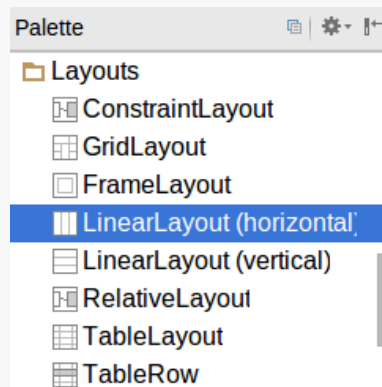 Palette
Layouts
ConstraintLayout
GridLayout
FrameLayout
LinearLayout (horizontal)
LinearLayout (vertical)
RelativeLayout
TableLayout
TableRow